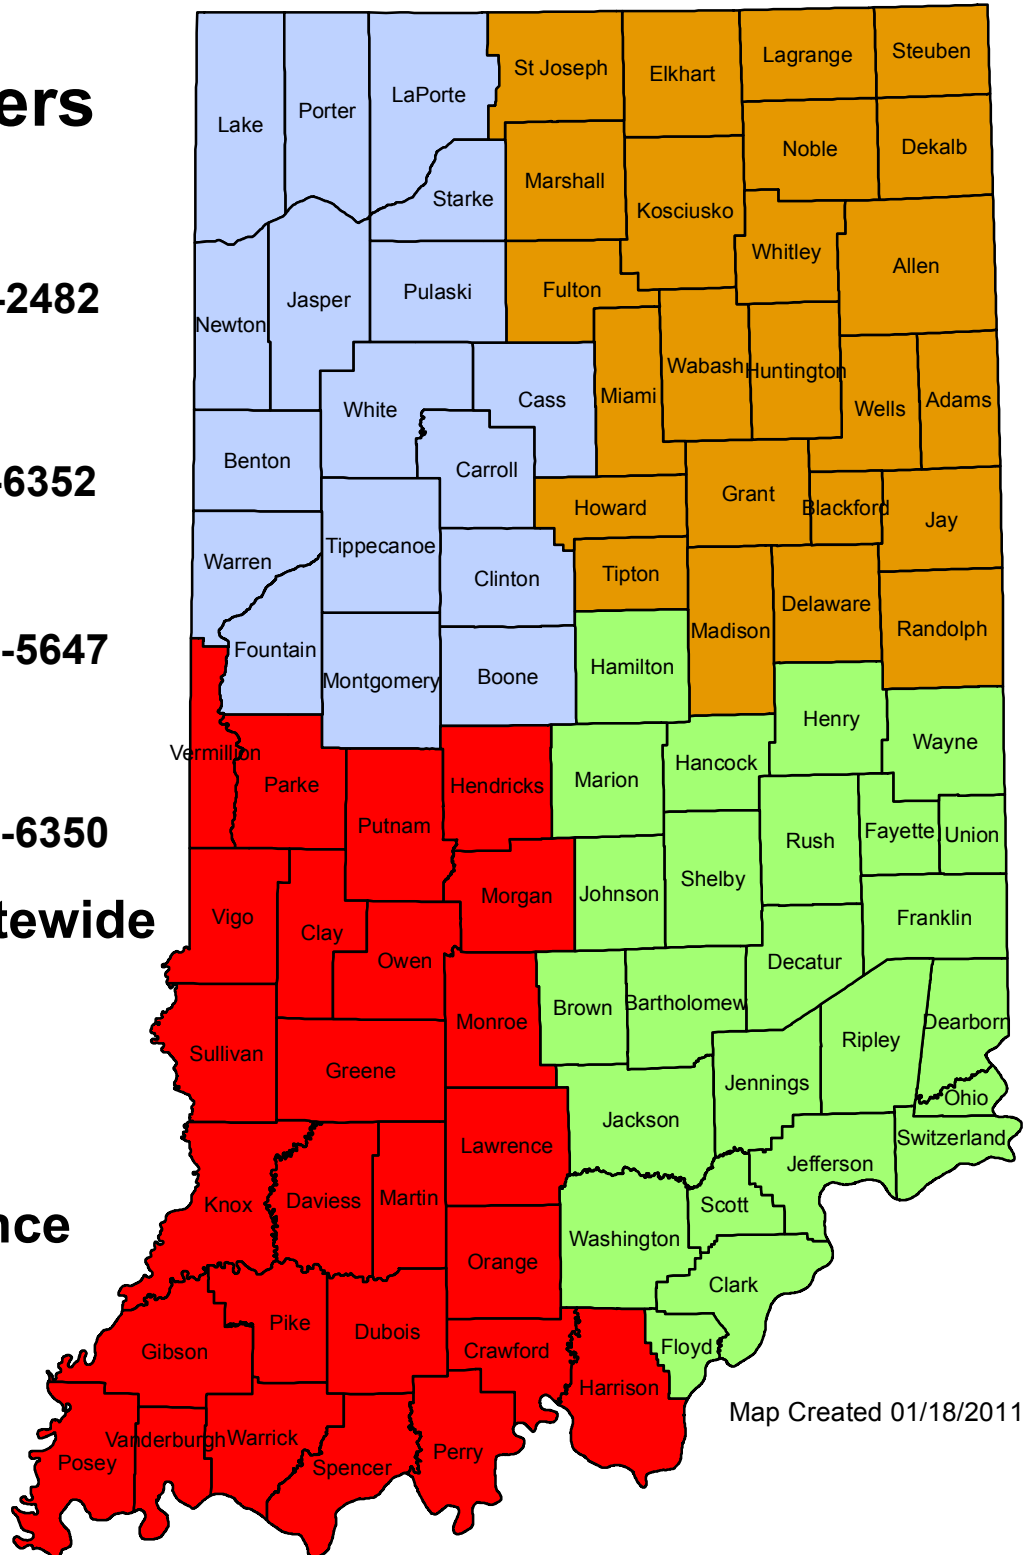 ers
-2482
-6352
-5647
-6350
tewide
nce
St Joseph
Elkhart
Lagrange
Steuben
Lake
Porter
LaPorte
Noble
Dekalb
Marshall
Starke
Kosciusko
Whitley
Allen
Newton
Jasper
Pulaski
Fulton
Wabash
Huntington
Miami
White
Cass
Wells
Adams
Benton
Carroll
Howard
Grant
Blackford
Jay
Warren
Tippecanoe
Clinton
Tipton
Delaware
Randolph
Madison
Fountain
Montgomery
Boone
Hamilton
Henry
Wayne
Vermillion
Parke
Putnam
Hendricks
Marion
Hancock
Rush
Fayette
Union
Vigo
Clay
Owen
Morgan
Johnson
Shelby
Franklin
Decatur
Sullivan
Greene
Monroe
Brown
Bartholomew
Ripley
Dearborn
Jennings
Ohio
Jackson
Switzerland
Lawrence
Jefferson
Knox
Daviess
Martin
Scott
Washington
Orange
Clark
Gibson
Pike
Dubois
Crawford
Floyd
Harrison
Map Created 01/18/2011
Posey
Vanderburgh
Warrick
Spencer
Perry